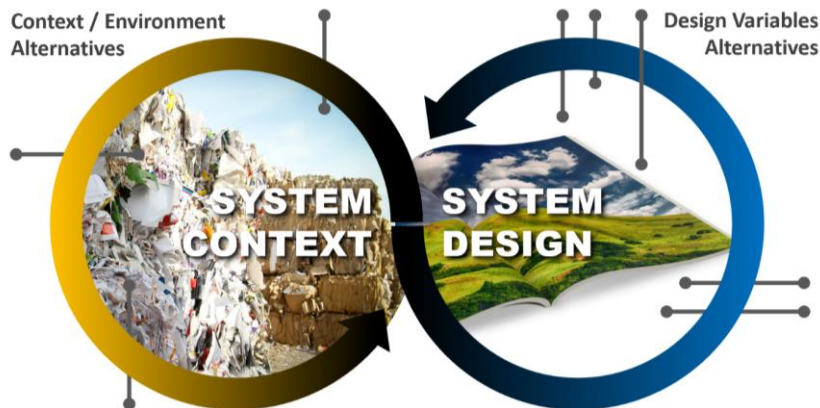 Context / Environment
Alternatives
Design Variables
Alternatives
SYSTEM
CONTEXT
SYSTEM
DESIGN